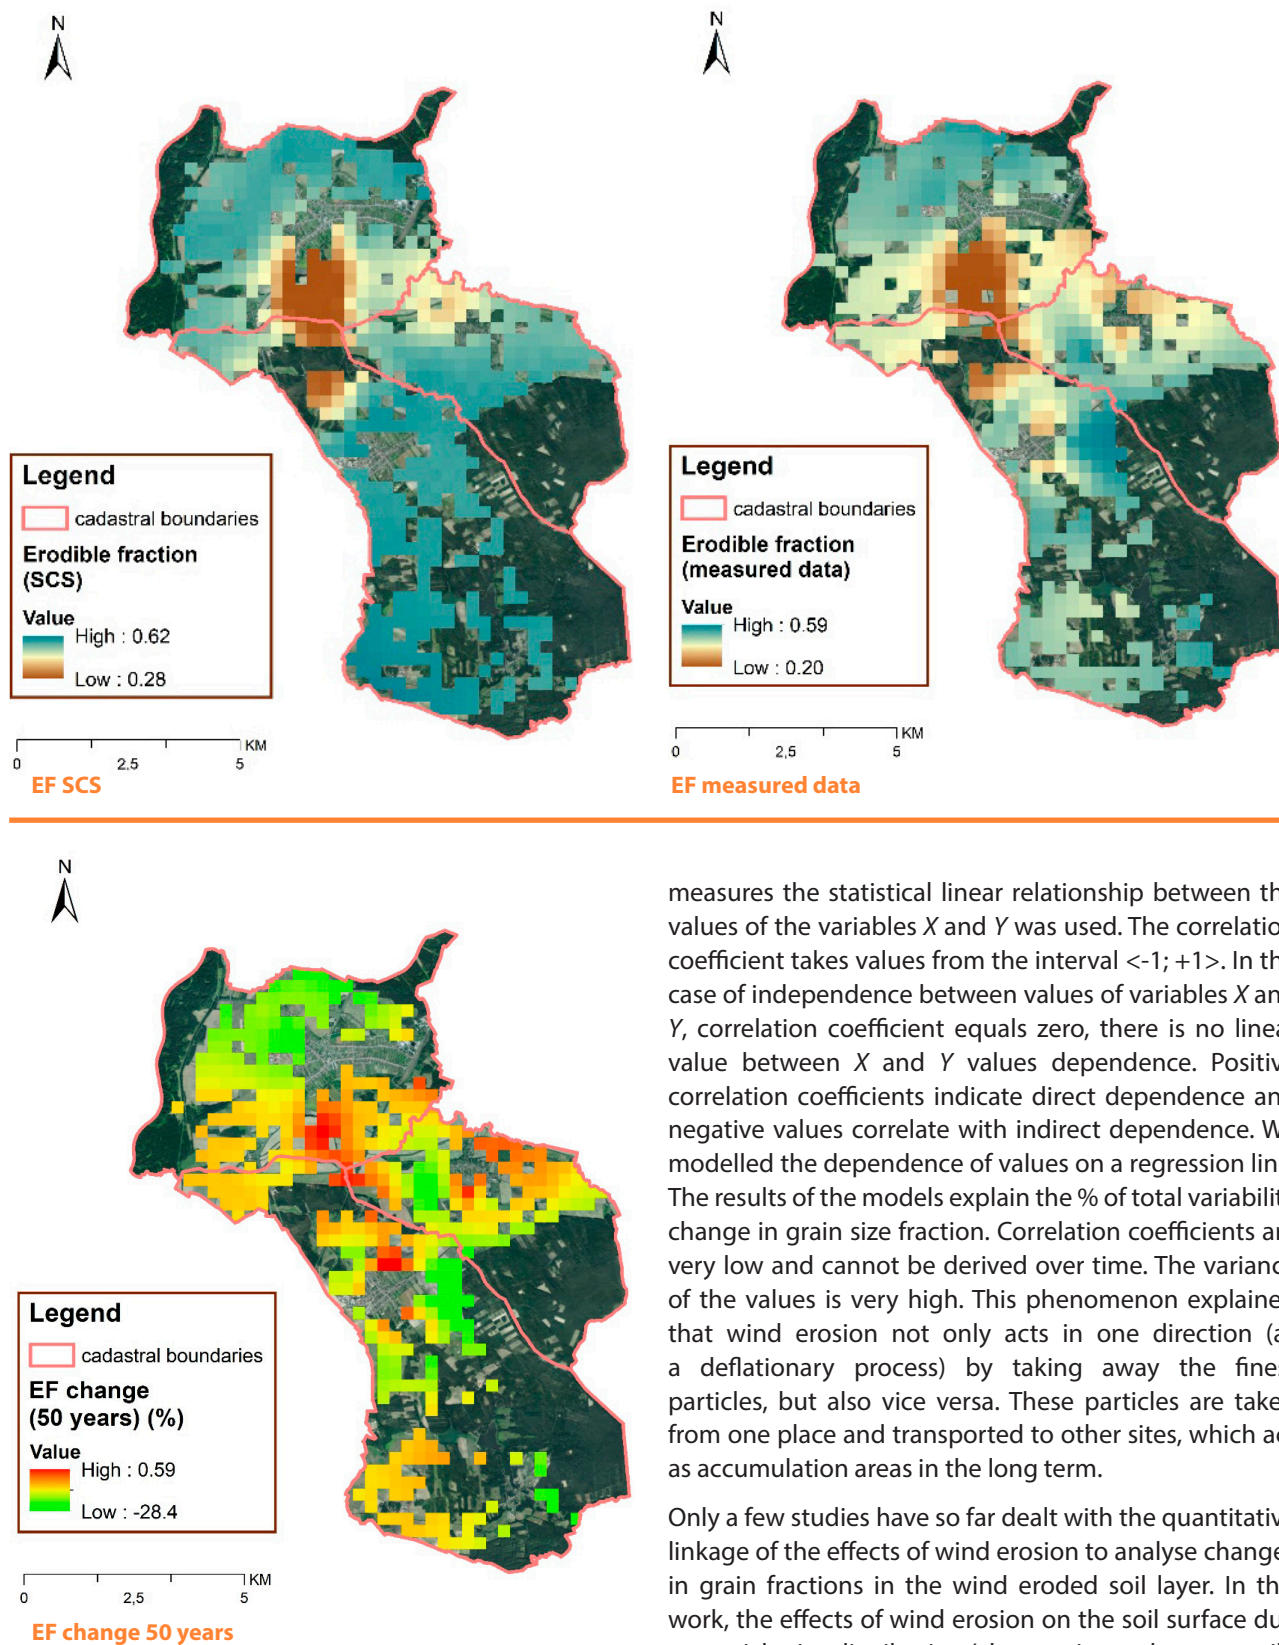 N
Legend
cadastral boundaries
Erodible fraction
(SCS)
Value
High : 0.62
Low : 0.28
KM
0 2.5 5
EF SCS
N
Legend
cadastral boundaries
Erodible fraction
(measured data)
Value
High : 0.59
Low : 0.20
KM
0 2,5 5
EF measured data
N
Legend
cadastral boundaries
EF change
(50 years) (%)
Value
High : 0.59
Low : -28.4
KM
0 2,5 5
EF change 50 years
measures the statistical linear relationship between th
values of the variables X and Y was used. The correlatio
coefficient takes values from the interval <-1; +1>. In th
case of independence between values of variables X an
Y, correlation coefficient equals zero, there is no linea
value between X and Y values dependence. Positiv
correlation coefficients indicate direct dependence an
negative values correlate with indirect dependence. W
modelled the dependence of values on a regression lin
The results of the models explain the % of total variabilit
change in grain size fraction. Correlation coefficients a
very low and cannot be derived over time. The varianc
of the values is very high. This phenomenon explaine
that wind erosion not only acts in one direction (a
a deflationary process) by taking away the fine
particles, but also vice versa. These particles are take
from one place and transported to other sites, which a
as accumulation areas in the long term.
Only a few studies have so far dealt with the quantitativ
linkage of the effects of wind erosion to analyse change
in grain fractions in the wind eroded soil layer. In th
work, the effects of wind erosion on the soil surface du